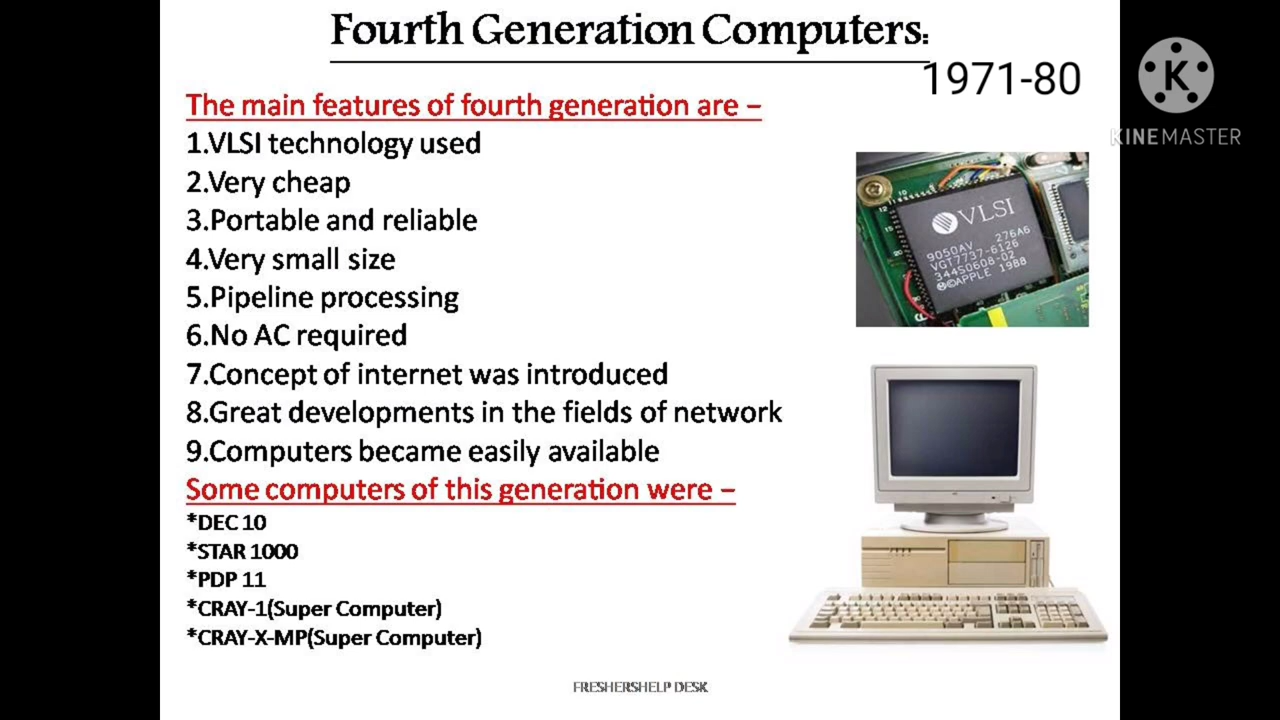 Fourth Generation Computers:
1971-80
K
KINEMASTER
The main features of fourth generation are –
1.VLSI technology used
2.Very cheap
3.Portable and reliable
4.Very small size
5.Pipeline processing
6.No AC required
7.Concept of internet was introduced
8.Great developments in the fields of network
9.Computers became easily available
Some computers of this generation were –
*DEC 10
*STAR 1000
*PDP 11
*CRAY-1(Super Computer)
*CRAY-X-MP(Super Computer)
VLSI
9050AV 276A6
VGT7737-6126
344S0608-02
Ⓜ©APPLE 1988
FRESHERSHELP DESK